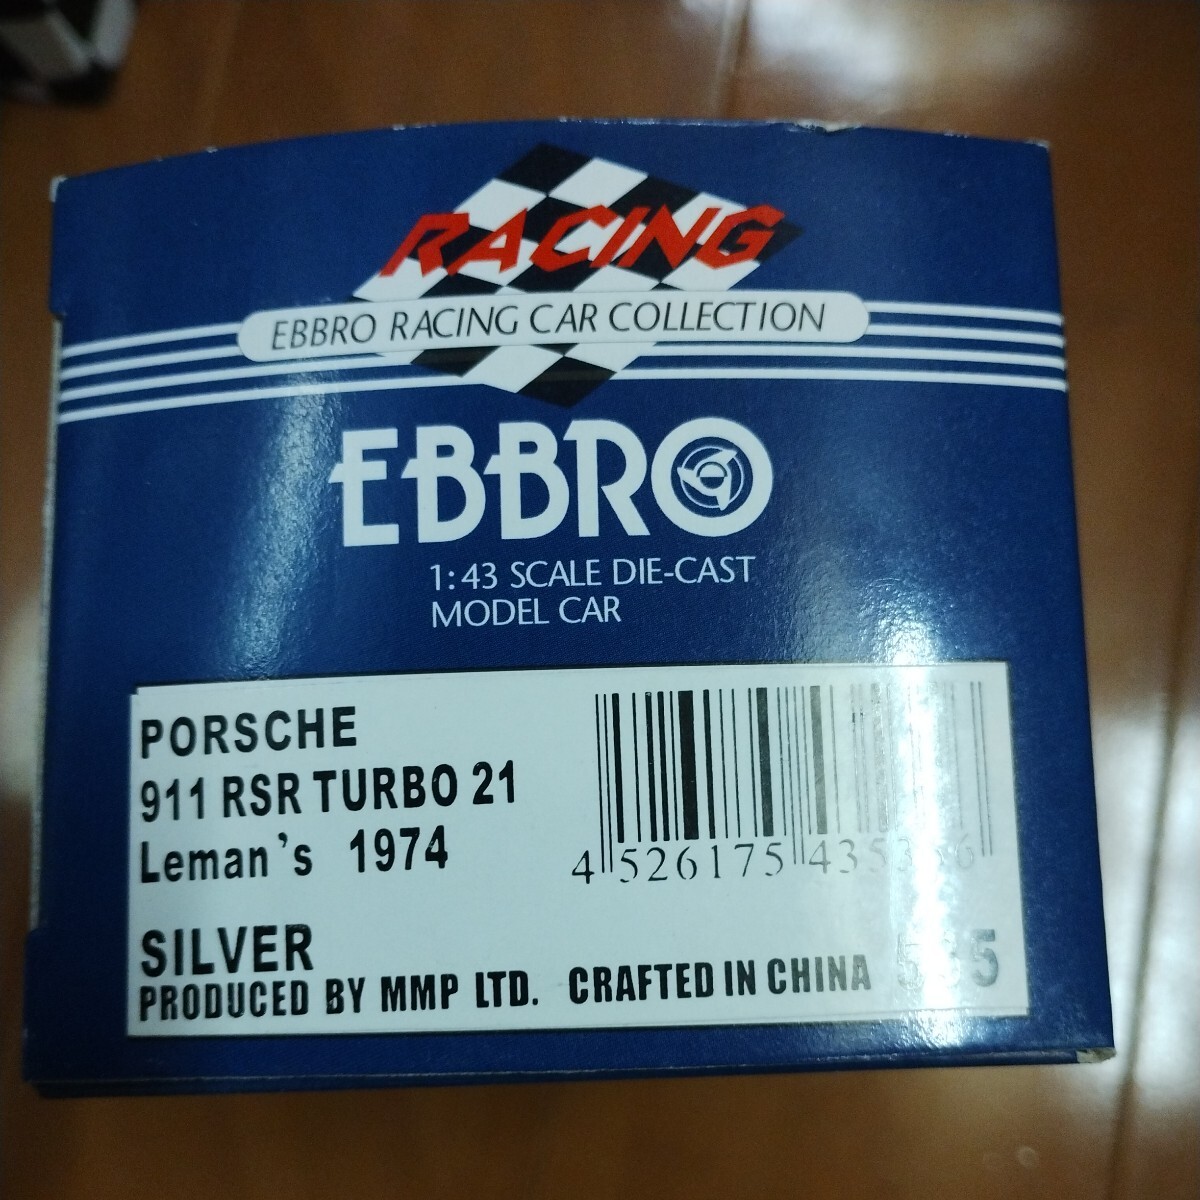 RACING
EBBRO RACING CAR COLLECTION
EBBRO
1:43 SCALE DIE-CAST
MODEL CAR
PORSCHE
911 RSR TURBO 21
Leman's 1974
4 526175
SILVER
PRODUCED BY MMP LTD. CRAFTED IN CHINA